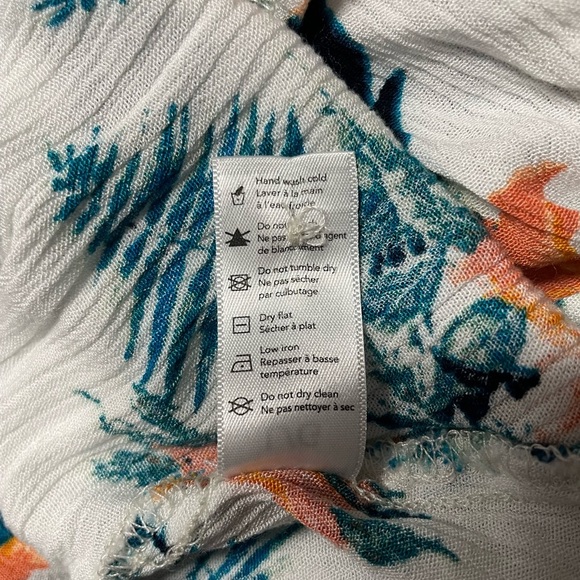 Hand wash cold
Laver à la main
à l'eau froide
Do not
Ne pas agent
de
Do not tumble dry
Ne pas sécher
par culbutage
Dry flat
Sécher à plat
Low iron
Repasser à basse
température
Do not dry clean
Ne pas nettoyer à sec